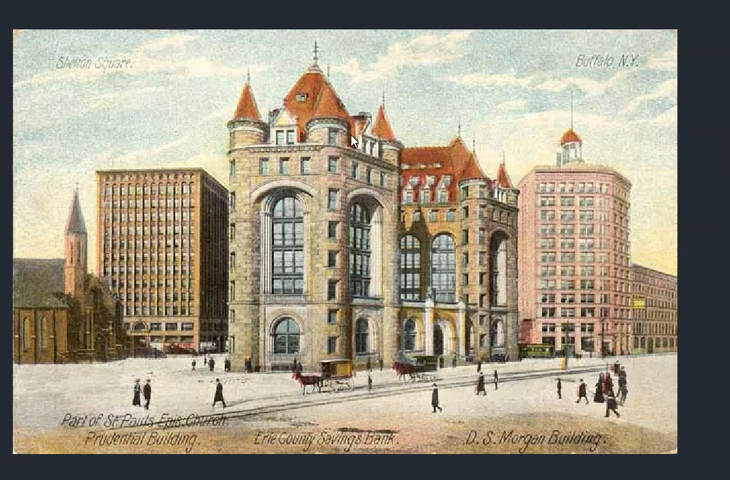 Shelton Square.
Buffalo, N.Y.
Part of St. Pauls Epis. Church.
Prudential Building.
Erie County Savings Bank.
D. S. Morgan Building.